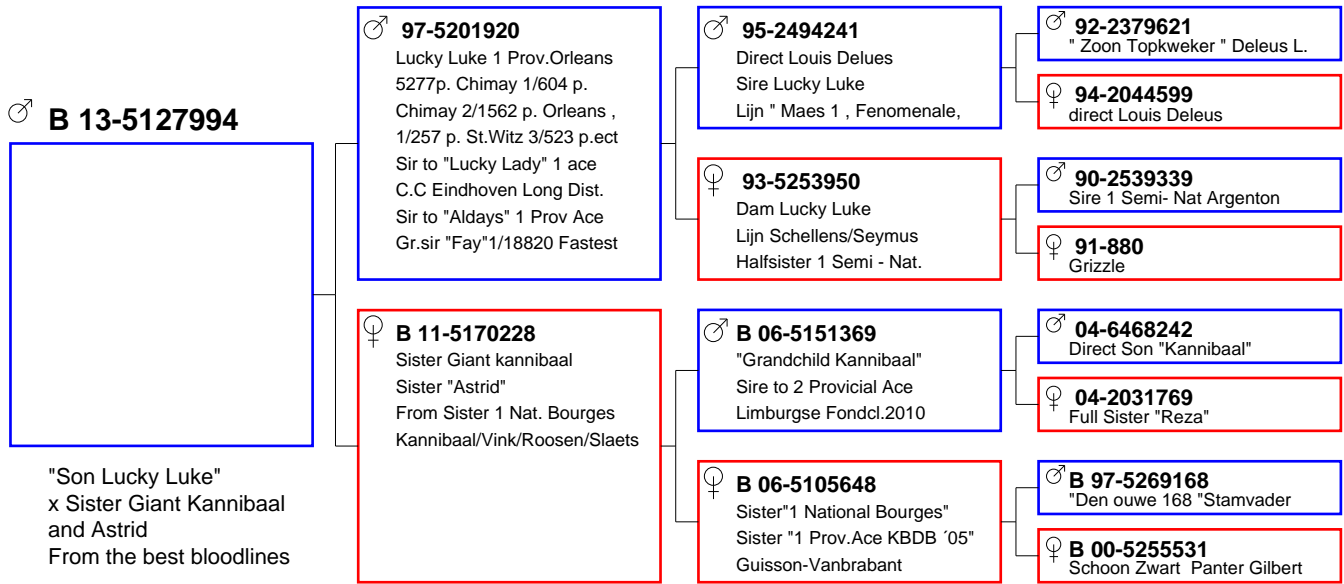 B 13-5127994
"Son Lucky Luke"
x Sister Giant Kannibaal
and Astrid
From the best bloodlines
97-5201920
Lucky Luke 1 Prov.Orleans
5277p. Chimay 1/604 p.
Chimay 2/1562 p. Orleans ,
1/257 p. St.Witz 3/523 p.ect
Sir to "Lucky Lady" 1 ace
C.C Eindhoven Long Dist.
Sir to "Aldays" 1 Prov Ace
Gr.sir "Fay"1/18820 Fastest
B 11-5170228
Sister Giant kannibaal
Sister "Astrid"
From Sister 1 Nat. Bourges
Kannibaal/Vink/Roosen/Slaets
95-2494241
Direct Louis Delues
Sire Lucky Luke
Lijn " Maes 1 , Fenomenale,
93-5253950
Dam Lucky Luke
Lijn Schellens/Seymus
Halfsister 1 Semi - Nat.
B 06-5151369
"Grandchild Kannibaal"
Sire to 2 Provicial Ace
Limburgse Fondcl.2010
B 06-5105648
Sister"1 National Bourges"
Sister "1 Prov.Ace KBDB ´05"
Guisson-Vanbrabant
92-2379621
" Zoon Topkweker " Deleus L.
94-2044599
direct Louis Deleus
90-2539339
Sire 1 Semi- Nat Argenton
91-880
Grizzle
04-6468242
Direct Son "Kannibaal"
04-2031769
Full Sister "Reza"
B 97-5269168
"Den ouwe 168 "Stamvader
B 00-5255531
Schoon Zwart  Panter Gilbert